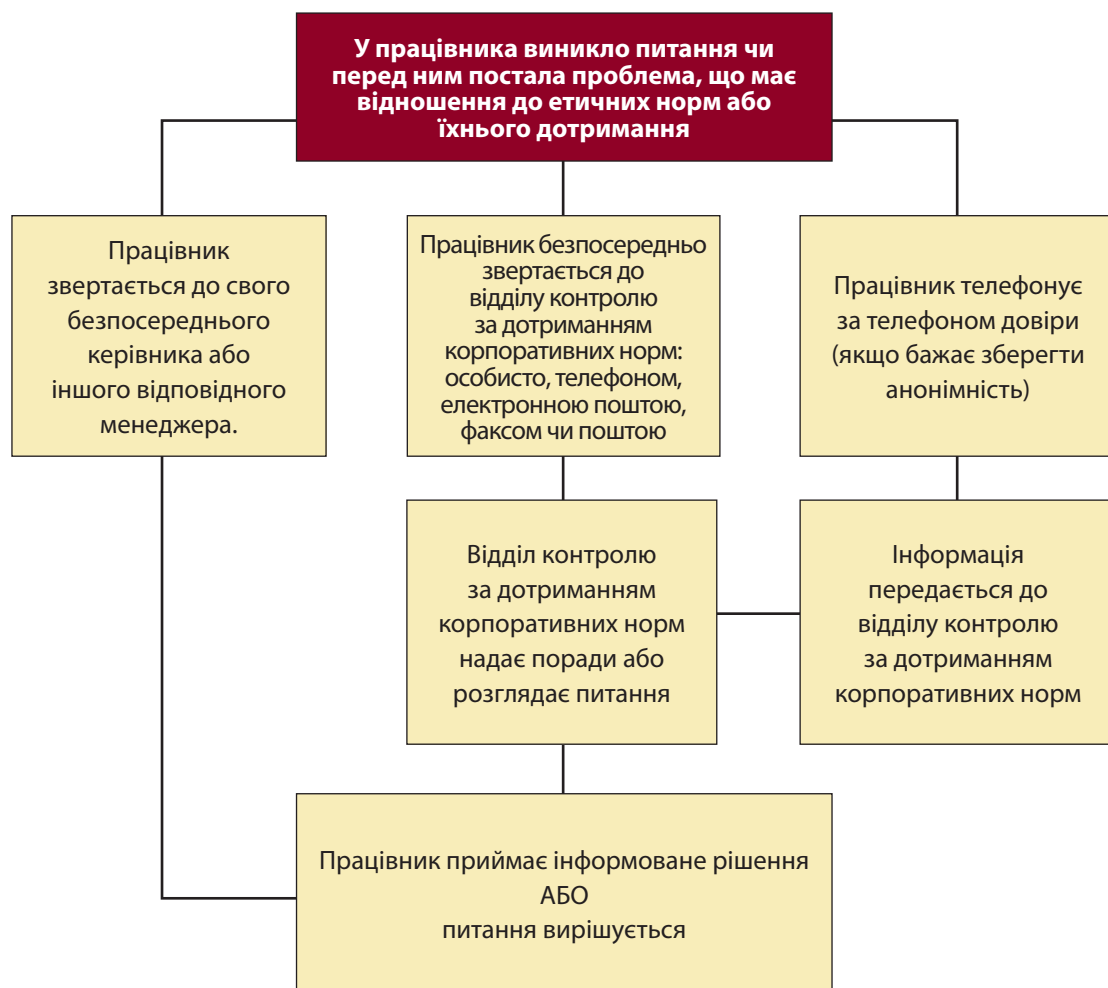 У працівника виникло питання чи
перед ним постала проблема, що має
відношення до етичних норм або
їхнього дотримання
Працівник
звертається до свого
безпосереднього
керівника або
іншого відповідного
менеджера.
Працівник безпосередньо
звертається до
відділу контролю
за дотриманням
корпоративних норм:
особисто, телефоном,
електронною поштою,
факсом чи поштою
Працівник телефонує
за телефоном довіри
(якщо бажає зберегти
анонімність)
Відділ контролю
за дотриманням
корпоративних норм
надає поради або
розглядає питання
Інформація
передається до
відділу контролю
за дотриманням
корпоративних норм
Працівник приймає інформоване рішення
АБО
питання вирішується